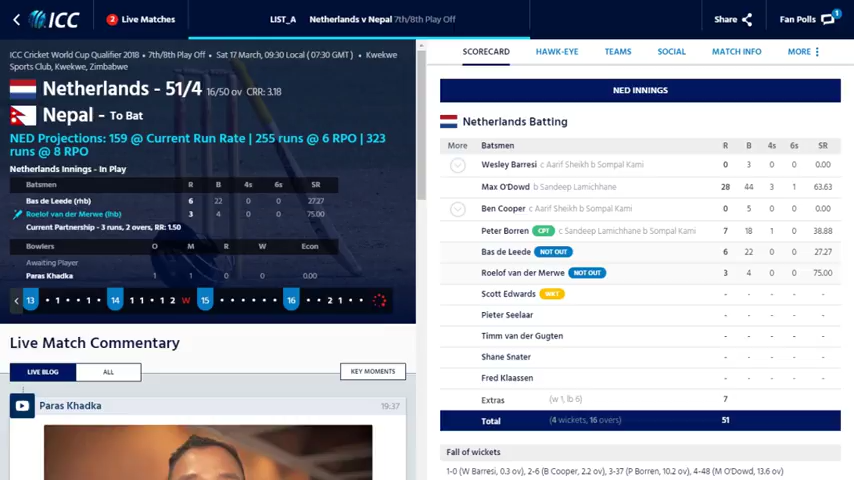 ICC
2 Live Matches
LIST_A Netherlands v Nepal 7th/8th Play Off
Share
Fan Polls 1
ICC Cricket World Cup Qualifier 2018 • 7th/8th Play Off • Sat 17 March, 09:30 Local ( 07:30 GMT ) • Kwekwe
Sports Club, Kwekwe, Zimbabwe
Netherlands - 51/4 16/50 ov CRR: 3.18
Nepal - To Bat
NED Projections: 159 @ Current Run Rate | 255 runs @ 6 RPO | 323
runs @ 8 RPO
Netherlands Innings - In Play
Batsmen R B 4s 6s SR
Bas de Leede (rhb) 6 22 0 0 27.27
Roelof van der Merwe (lhb) 3 4 0 0 75.00
Current Partnership - 3 runs, 2 overs, RR: 1.50
Bowlers O M R W Econ
Awaiting Player
Paras Khadka 1 1 0 0 0.00
13 • 1 • • 1 • 14 1 1 • 1 2 W 15 • • • • • • 16 • • 2 1 •
Live Match Commentary
LIVE BLOG ALL KEY MOMENTS
Paras Khadka 19:37
SCORECARD HAWK-EYE TEAMS SOCIAL MATCH INFO MORE
NED INNINGS
Netherlands Batting
More Batsmen R B 4s 6s SR
Wesley Barresi c Aarif Sheikh b Sompal Kami 0 3 0 0 0.00
Max O'Dowd b Sandeep Lamichhane 28 44 3 1 63.63
Ben Cooper c Aarif Sheikh b Sompal Kami 0 5 0 0 0.00
Peter Borren CPT c Sandeep Lamichhane b Sompal Kami 7 18 1 0 38.88
Bas de Leede NOT OUT 6 22 0 0 27.27
Roelof van der Merwe NOT OUT 3 4 0 0 75.00
Scott Edwards WKT - - - - -
Pieter Seelaar - - - - -
Timm van der Gugten - - - - -
Shane Snater - - - - -
Fred Klaassen - - - - -
Extras (w 1, lb 6) 7
Total (4 wickets, 16 overs) 51
Fall of wickets
1-0 (W Barresi, 0.3 ov), 2-6 (B Cooper, 2.2 ov), 3-37 (P Borren, 10.2 ov), 4-48 (M O'Dowd, 13.6 ov)